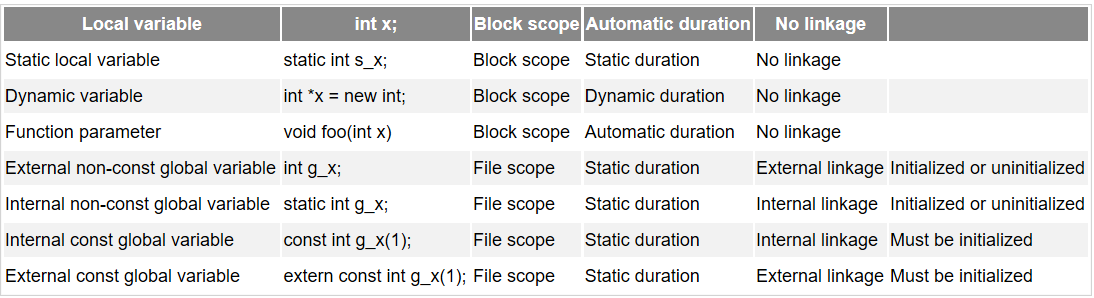 Local variable int x; Block scope Automatic duration No linkage
Static local variable static int s_x; Block scope Static duration No linkage
Dynamic variable int *x = new int; Block scope Dynamic duration No linkage
Function parameter void foo(int x) Block scope Automatic duration No linkage
External non-const global variable int g_x; File scope Static duration External linkage Initialized or uninitialized
Internal non-const global variable static int g_x; File scope Static duration Internal linkage Initialized or uninitialized
Internal const global variable const int g_x(1); File scope Static duration Internal linkage Must be initialized
External const global variable extern const int g_x(1); File scope Static duration External linkage Must be initialized